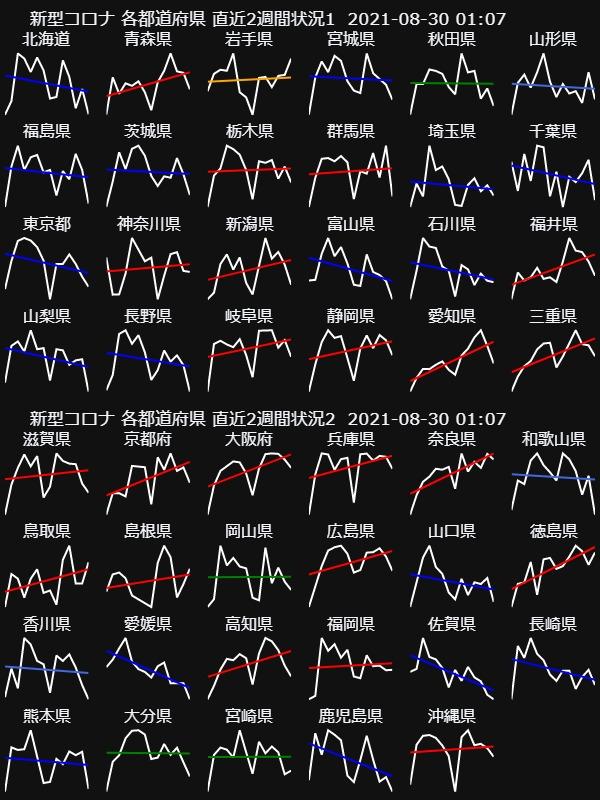 新型コロナ 各都道府県 直近2週間状況1 2021-08-30 01:07
北海道 青森県 岩手県 宮城県 秋田県 山形県
福島県 茨城県 栃木県 群馬県 埼玉県 千葉県
東京都 神奈川県 新潟県 富山県 石川県 福井県
山梨県 長野県 岐阜県 静岡県 愛知県 三重県
新型コロナ 各都道府県 直近2週間状況2 2021-08-30 01:07
滋賀県 京都府 大阪府 兵庫県 奈良県 和歌山県
鳥取県 島根県 岡山県 広島県 山口県 徳島県
香川県 愛媛県 高知県 福岡県 佐賀県 長崎県
熊本県 大分県 宮崎県 鹿児島県 沖縄県